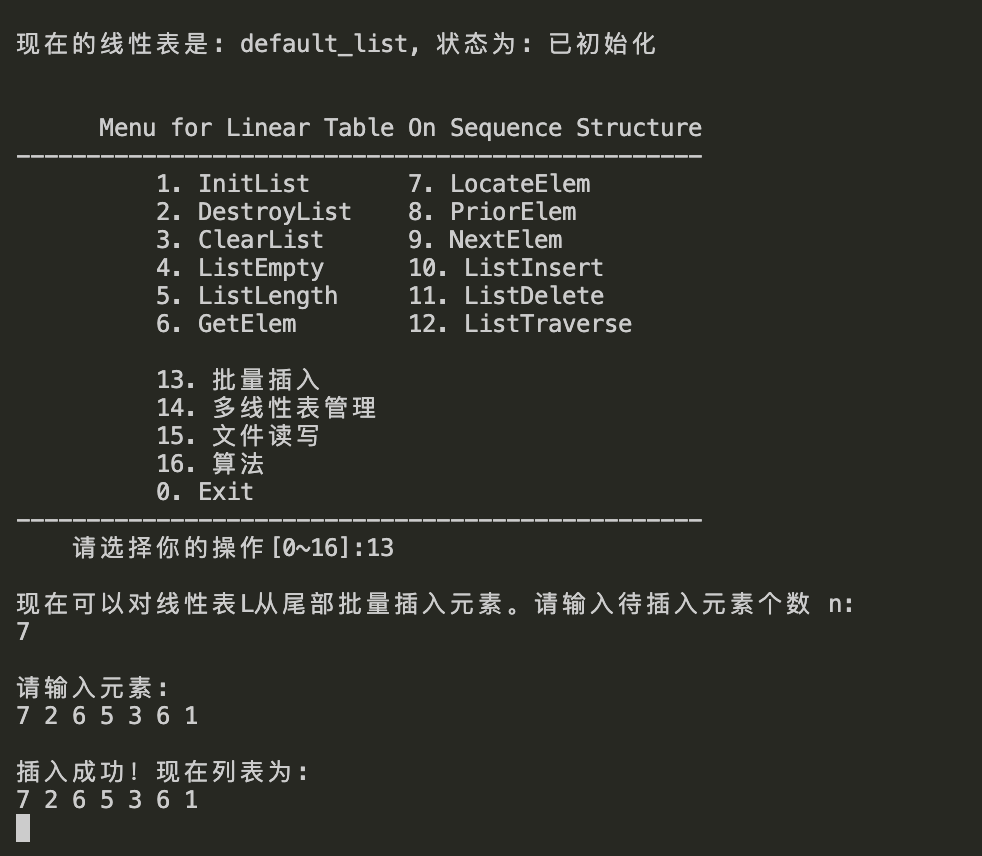 现在的线性表是: default_list, 状态为: 已初始化
Menu for Linear Table On Sequence Structure
-------------------------------------------------
1. InitList 7. LocateElem
2. DestroyList 8. PriorElem
3. ClearList 9. NextElem
4. ListEmpty 10. ListInsert
5. ListLength 11. ListDelete
6. GetElem 12. ListTraverse
13. 批量插入
14. 多线性表管理
15. 文件读写
16. 算法
0. Exit
-------------------------------------------------
请选择你的操作[0~16]:13
现在可以对线性表L从尾部批量插入元素。请输入待插入元素个数 n:
7
请输入元素:
7 2 6 5 3 6 1
插入成功! 现在列表为:
7 2 6 5 3 6 1